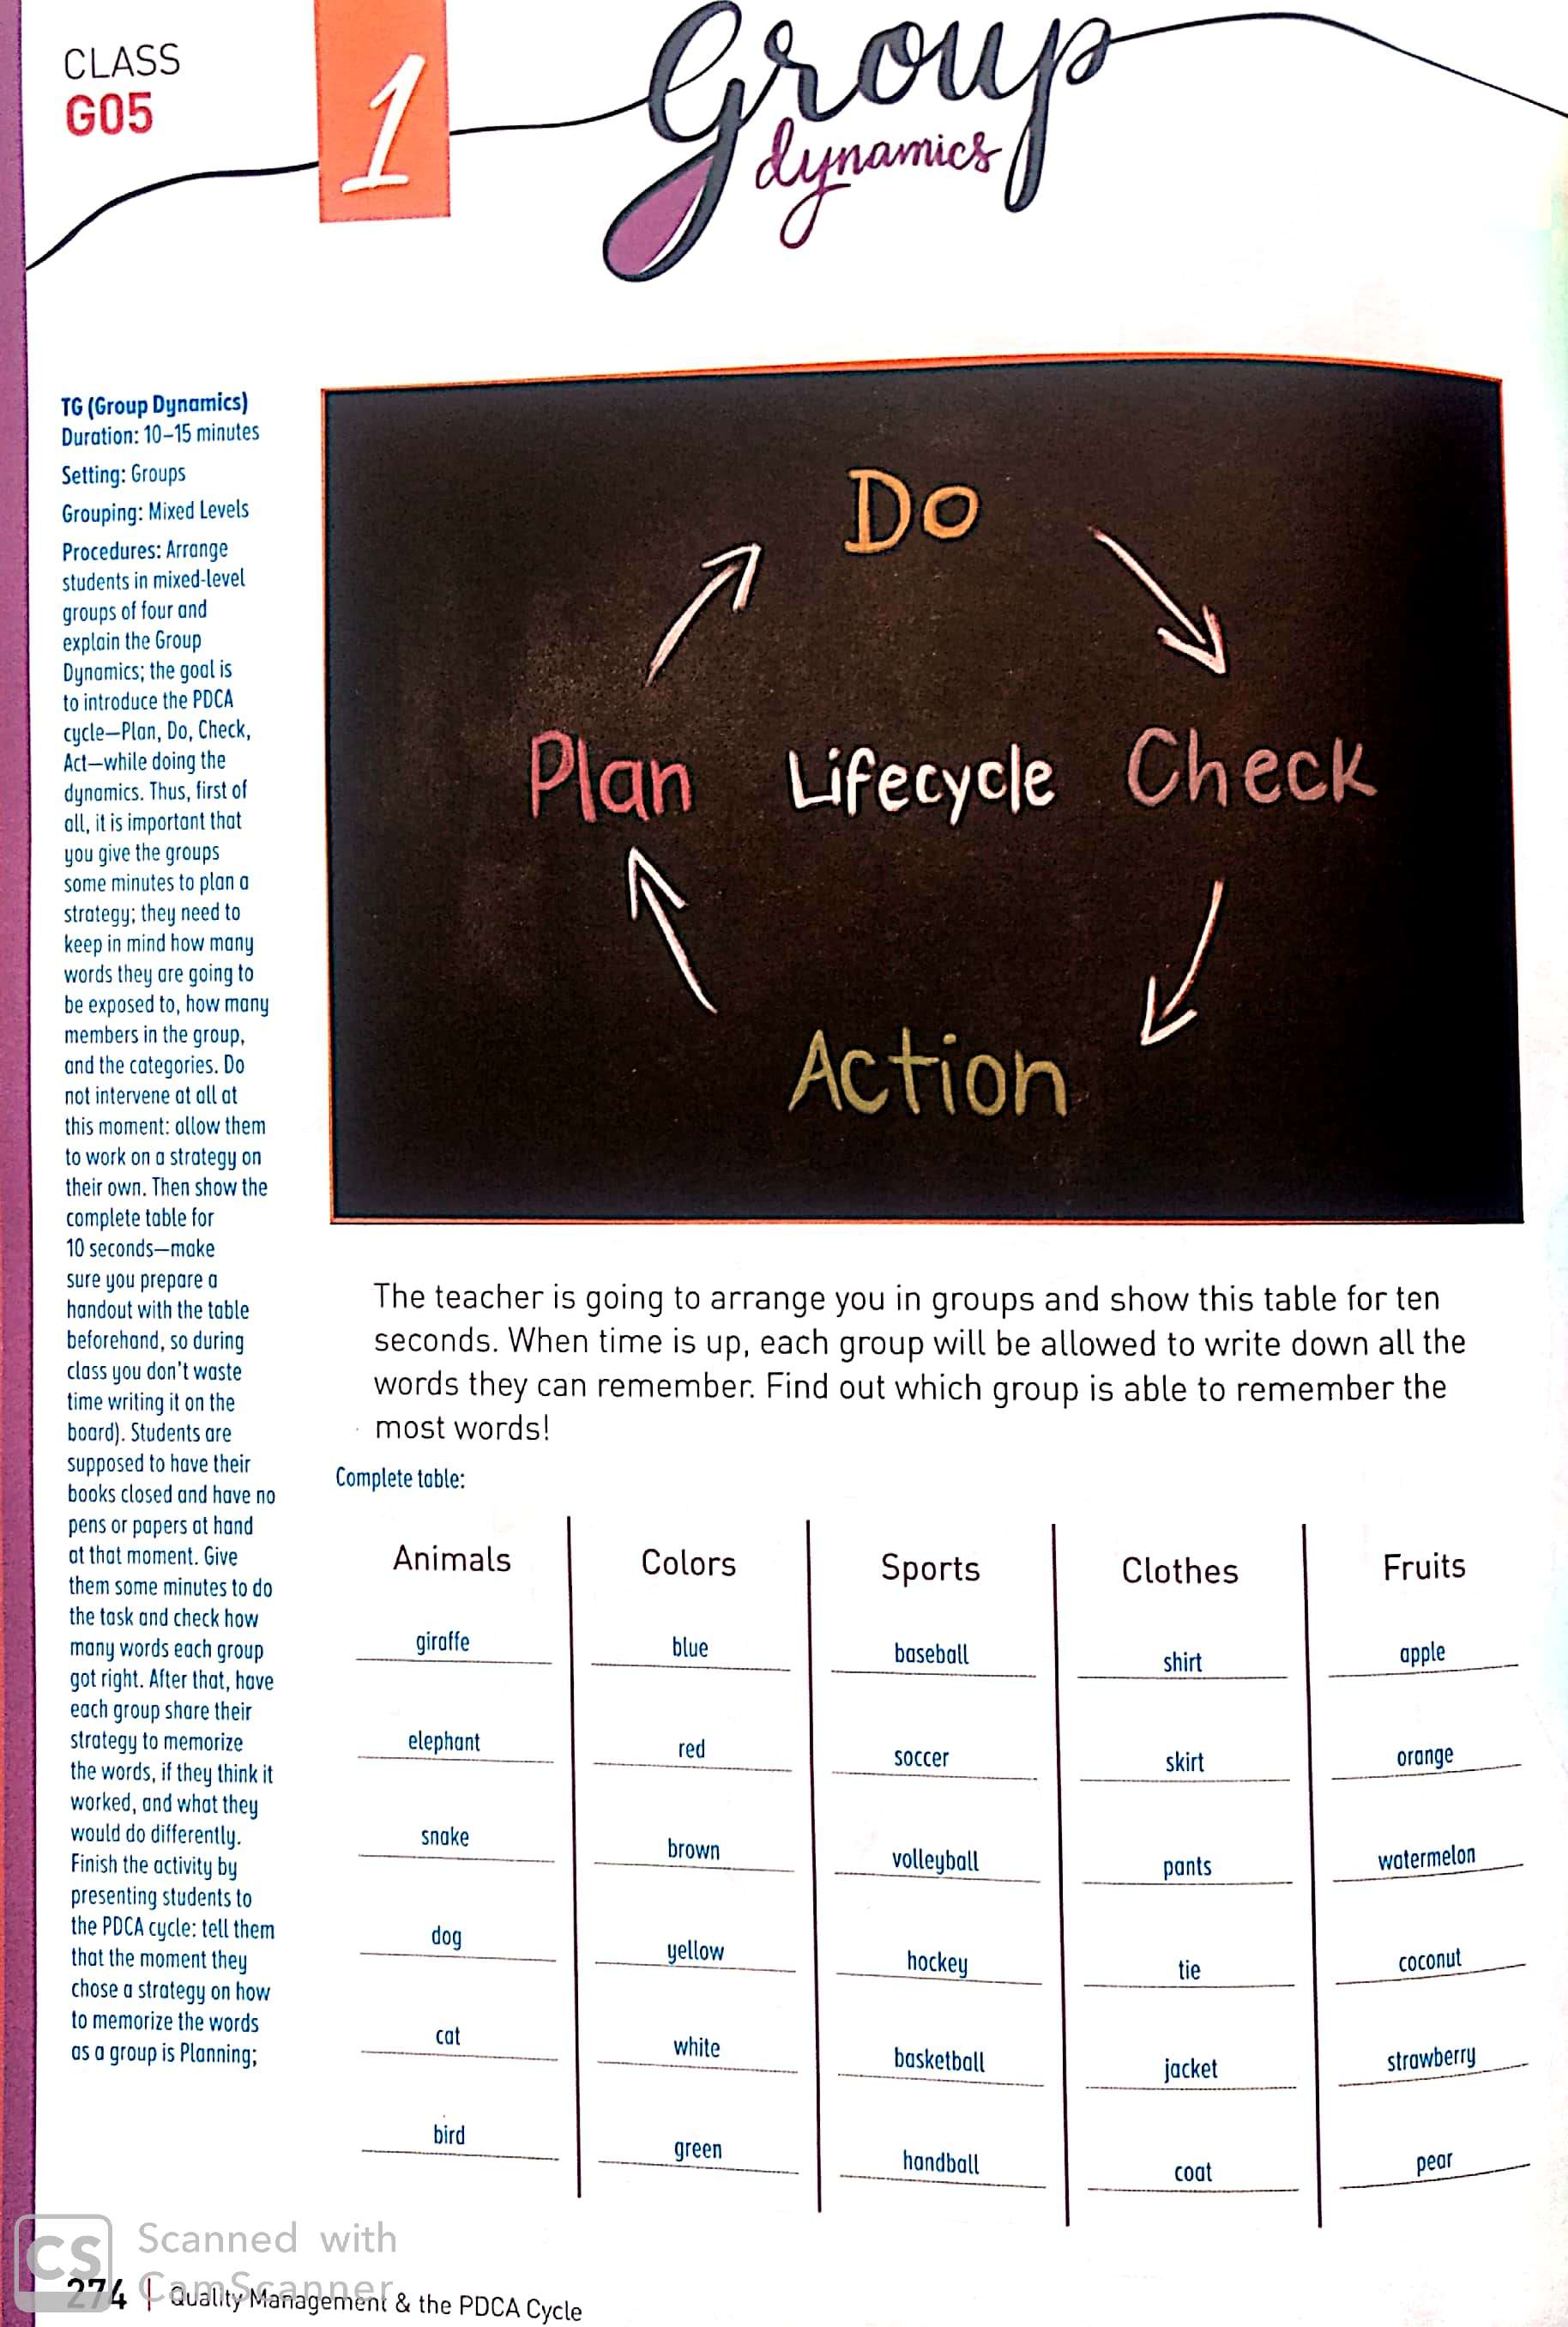 CLASS
G05
1
Group
dynamics
TG (Group Dynamics)
Duration: 10–15 minutes
Setting: Groups
Grouping: Mixed Levels
Procedures: Arrange
students in mixed-level
groups of four and
explain the Group
Dynamics; the goal is
to introduce the PDCA
cycle—Plan, Do, Check,
Act—while doing the
dynamics. Thus, first of
all, it is important that
you give the groups
some minutes to plan a
strategy; they need to
keep in mind how many
words they are going to
be exposed to, how many
members in the group,
and the categories. Do
not intervene at all at
this moment: allow them
to work on a strategy on
their own. Then show the
complete table for
10 seconds—make
sure you prepare a
handout with the table
beforehand, so during
class you don't waste
time writing it on the
board). Students are
supposed to have their
books closed and have no
pens or papers at hand
at that moment. Give
them some minutes to do
the task and check how
many words each group
got right. After that, have
each group share their
strategy to memorize
the words, if they think it
worked, and what they
would do differently.
Finish the activity by
presenting students to
the PDCA cycle: tell them
that the moment they
chose a strategy on how
to memorize the words
as a group is Planning;
Do
Plan Lifecycle Check
Action
The teacher is going to arrange you in groups and show this table for ten
seconds. When time is up, each group will be allowed to write down all the
words they can remember. Find out which group is able to remember the
most words!
Complete table:
Animals Colors Sports Clothes Fruits
giraffe blue baseball shirt apple
elephant red soccer skirt orange
snake brown volleyball pants watermelon
dog yellow hockey tie coconut
cat white basketball jacket strawberry
bird green handball coat pear
CS Scanned with
CamScanner
274 | Quality Management & the PDCA Cycle